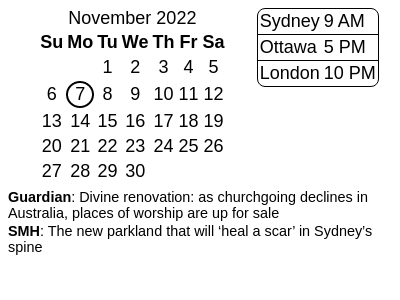 November 2022
Su Mo Tu We Th Fr Sa
1 2 3 4 5
6 7 8 9 10 11 12
13 14 15 16 17 18 19
20 21 22 23 24 25 26
27 28 29 30
Sydney 9 AM
Ottawa 5 PM
London 10 PM
Guardian: Divine renovation: as churchgoing declines in
Australia, places of worship are up for sale
SMH: The new parkland that will ‘heal a scar’ in Sydney’s
spine